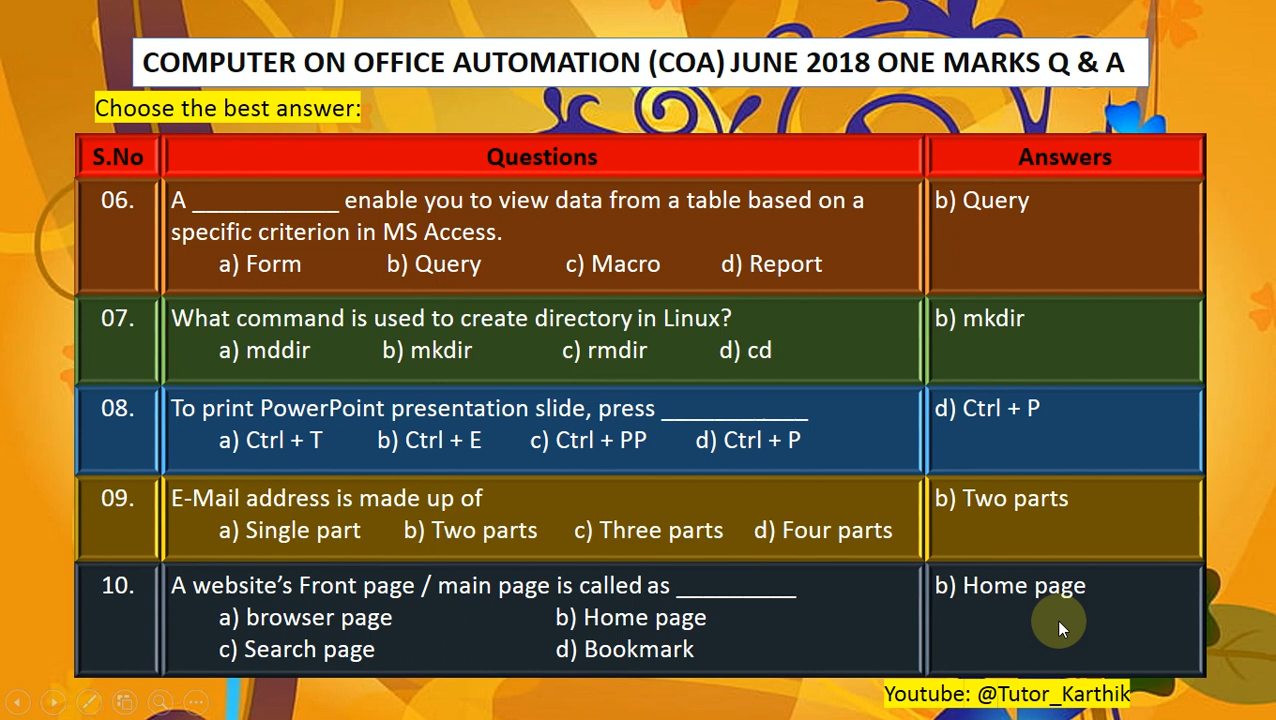 COMPUTER ON OFFICE AUTOMATION (COA) JUNE 2018 ONE MARKS Q & A
Choose the best answer:
S.No Questions Answers
06. A ___________ enable you to view data from a table based on a b) Query
specific criterion in MS Access.
a) Form b) Query c) Macro d) Report
07. What command is used to create directory in Linux? b) mkdir
a) mddir b) mkdir c) rmdir d) cd
08. To print PowerPoint presentation slide, press ___________ d) Ctrl + P
a) Ctrl + T b) Ctrl + E c) Ctrl + PP d) Ctrl + P
09. E-Mail address is made up of b) Two parts
a) Single part b) Two parts c) Three parts d) Four parts
10. A website’s Front page / main page is called as _________ b) Home page
a) browser page b) Home page
c) Search page d) Bookmark
Youtube: @Tutor_Karthik